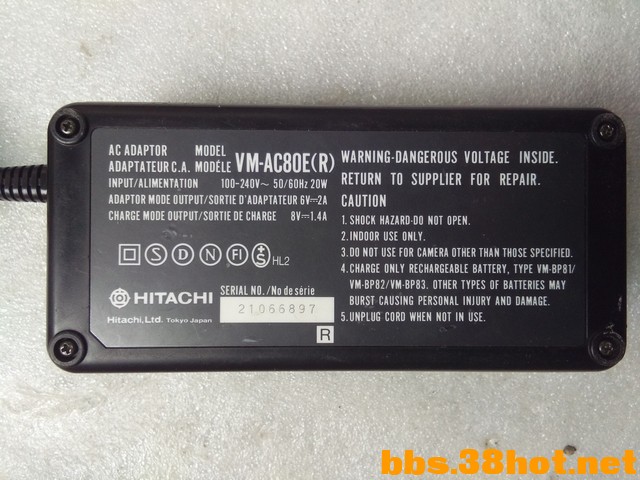 AC ADAPTOR MODEL
ADAPTATEUR C.A. MODÈLE VM-AC80E(R)
INPUT/ALIMENTATION 100-240V~ 50/60Hz 20W
ADAPTOR MODE OUTPUT/SORTIE D'ADAPTATEUR 6V⎓2A
CHARGE MODE OUTPUT/SORTIE DE CHARGE 8V⎓1.4A
S D N FI S HL2
HITACHI
Hitachi, Ltd. Tokyo Japan
SERIAL NO./No de série
21066897
R
WARNING-DANGEROUS VOLTAGE INSIDE.
RETURN TO SUPPLIER FOR REPAIR.
CAUTION
1. SHOCK HAZARD-DO NOT OPEN.
2. INDOOR USE ONLY.
3. DO NOT USE FOR CAMERA OTHER THAN THOSE SPECIFIED.
4. CHARGE ONLY RECHARGEABLE BATTERY, TYPE VM-BP81/
VM-BP82/VM-BP83. OTHER TYPES OF BATTERIES MAY
BURST CAUSING PERSONAL INJURY AND DAMAGE.
5. UNPLUG CORD WHEN NOT IN USE.
bbs.38hot.net